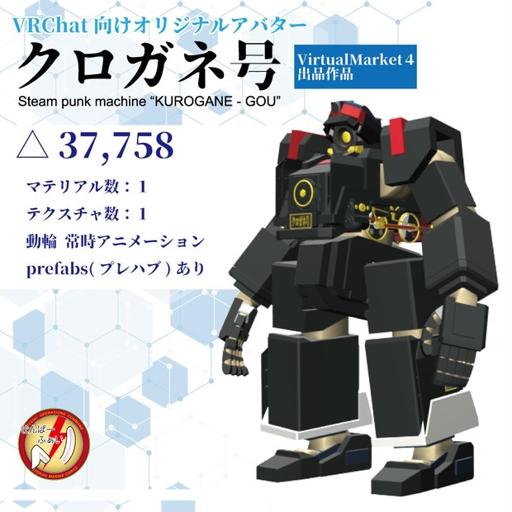 VRChat 向けオリジナルアバター
クロガネ号
VirtualMarket 4
出品作品
Steam punk machine “KUROGANE - GOU”
△ 37,758
マテリアル数：１
テクスチャ数：１
動輪 常時アニメーション
prefabs( プレハブ ) あり